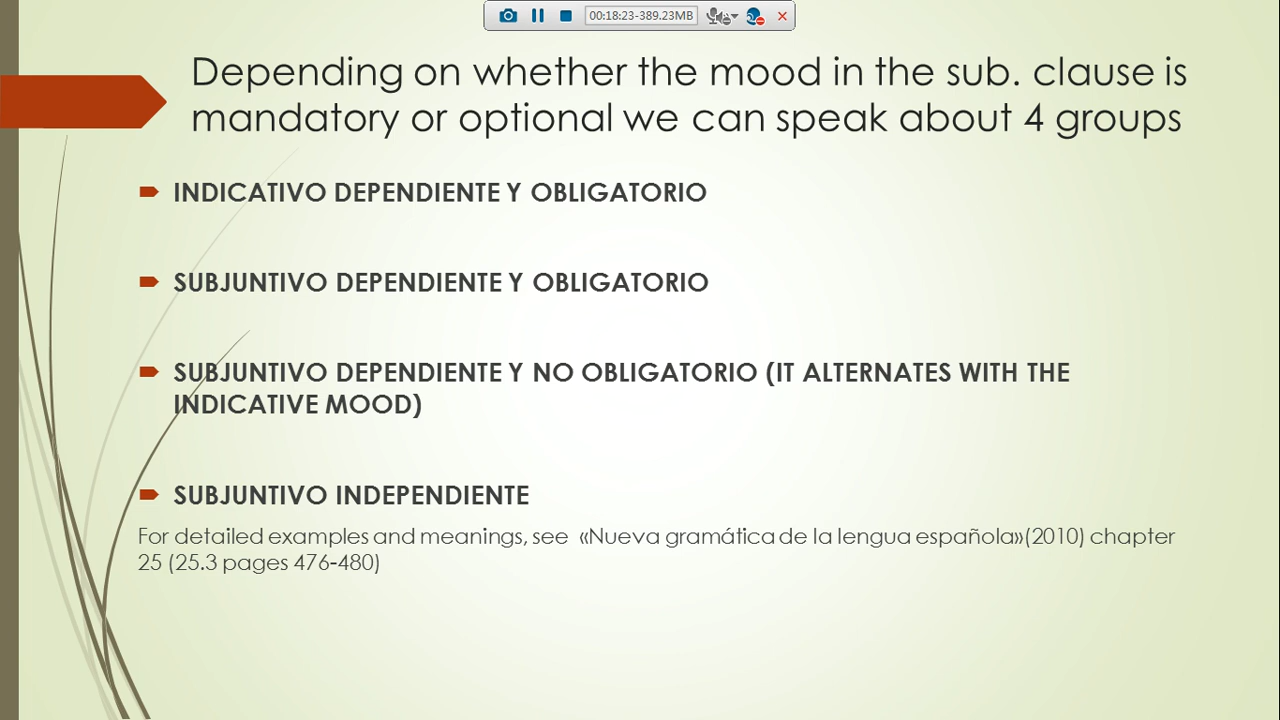 00:18:23-389.23MB
Depending on whether the mood in the sub. clause is
mandatory or optional we can speak about 4 groups
INDICATIVO DEPENDIENTE Y OBLIGATORIO
SUBJUNTIVO DEPENDIENTE Y OBLIGATORIO
SUBJUNTIVO DEPENDIENTE Y NO OBLIGATORIO (IT ALTERNATES WITH THE
INDICATIVE MOOD)
SUBJUNTIVO INDEPENDIENTE
For detailed examples and meanings, see «Nueva gramática de la lengua española»(2010) chapter
25 (25.3 pages 476-480)